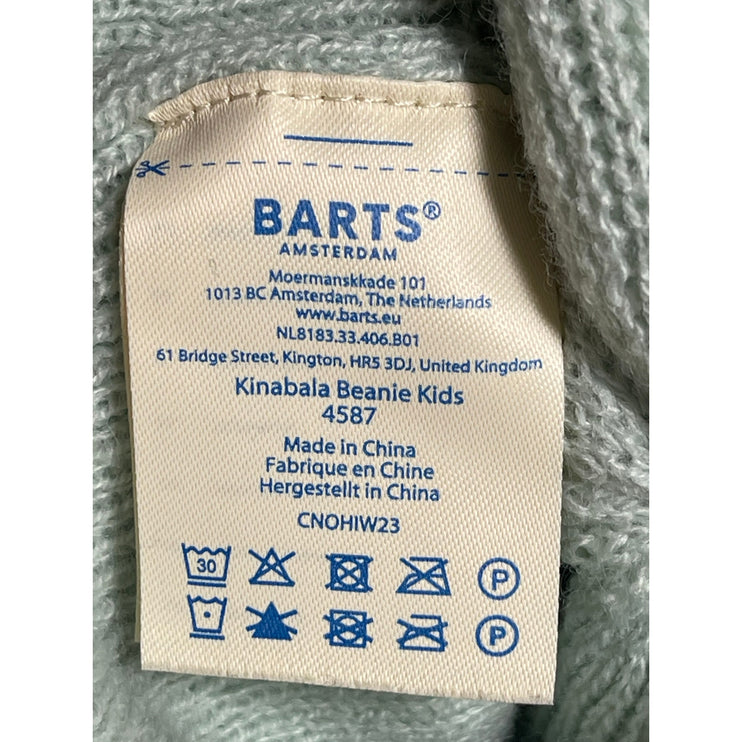 BARTS®
AMSTERDAM
Moermanskkade 101
1013 BC Amsterdam, The Netherlands
www.barts.eu
NL8183.33.406.B01
61 Bridge Street, Kington, HR5 3DJ, United Kingdom
Kinabala Beanie Kids
4587
Made in China
Fabrique en Chine
Hergestellt in China
CNOHIW23
30 P
P